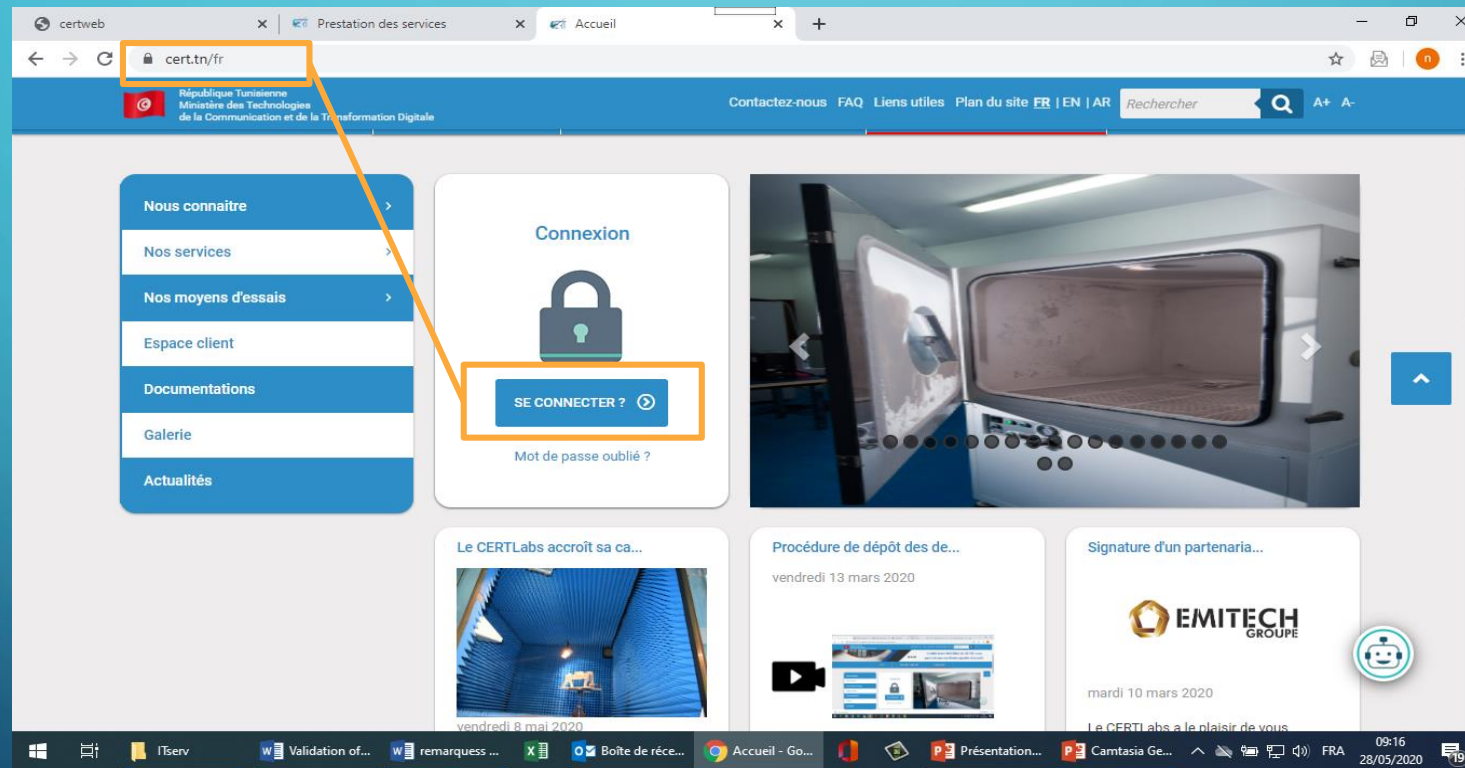 certweb
Prestation des services
Accueil
cert.tn/fr
n
République Tunisienne
Ministère des Technologies
de la Communication et de la Transformation Digitale
Contactez-nous FAQ Liens utiles Plan du site FR | EN | AR Rechercher A+ A-
Nous connaitre
Nos services
Nos moyens d'essais
Espace client
Documentations
Galerie
Actualités
Connexion
SE CONNECTER ?
Mot de passe oublié ?
Le CERTLabs accroît sa ca...
vendredi 8 mai 2020
Procédure de dépôt des de...
vendredi 13 mars 2020
Signature d'un partenaria...
EMITECH
GROUPE
mardi 10 mars 2020
Le CERTLabs a le plaisir de vous
ITserv
Validation of...
remarquess ...
Boîte de réce...
Accueil - Go...
Présentation...
Camtasia Ge...
FRA
09:16
28/05/2020
19